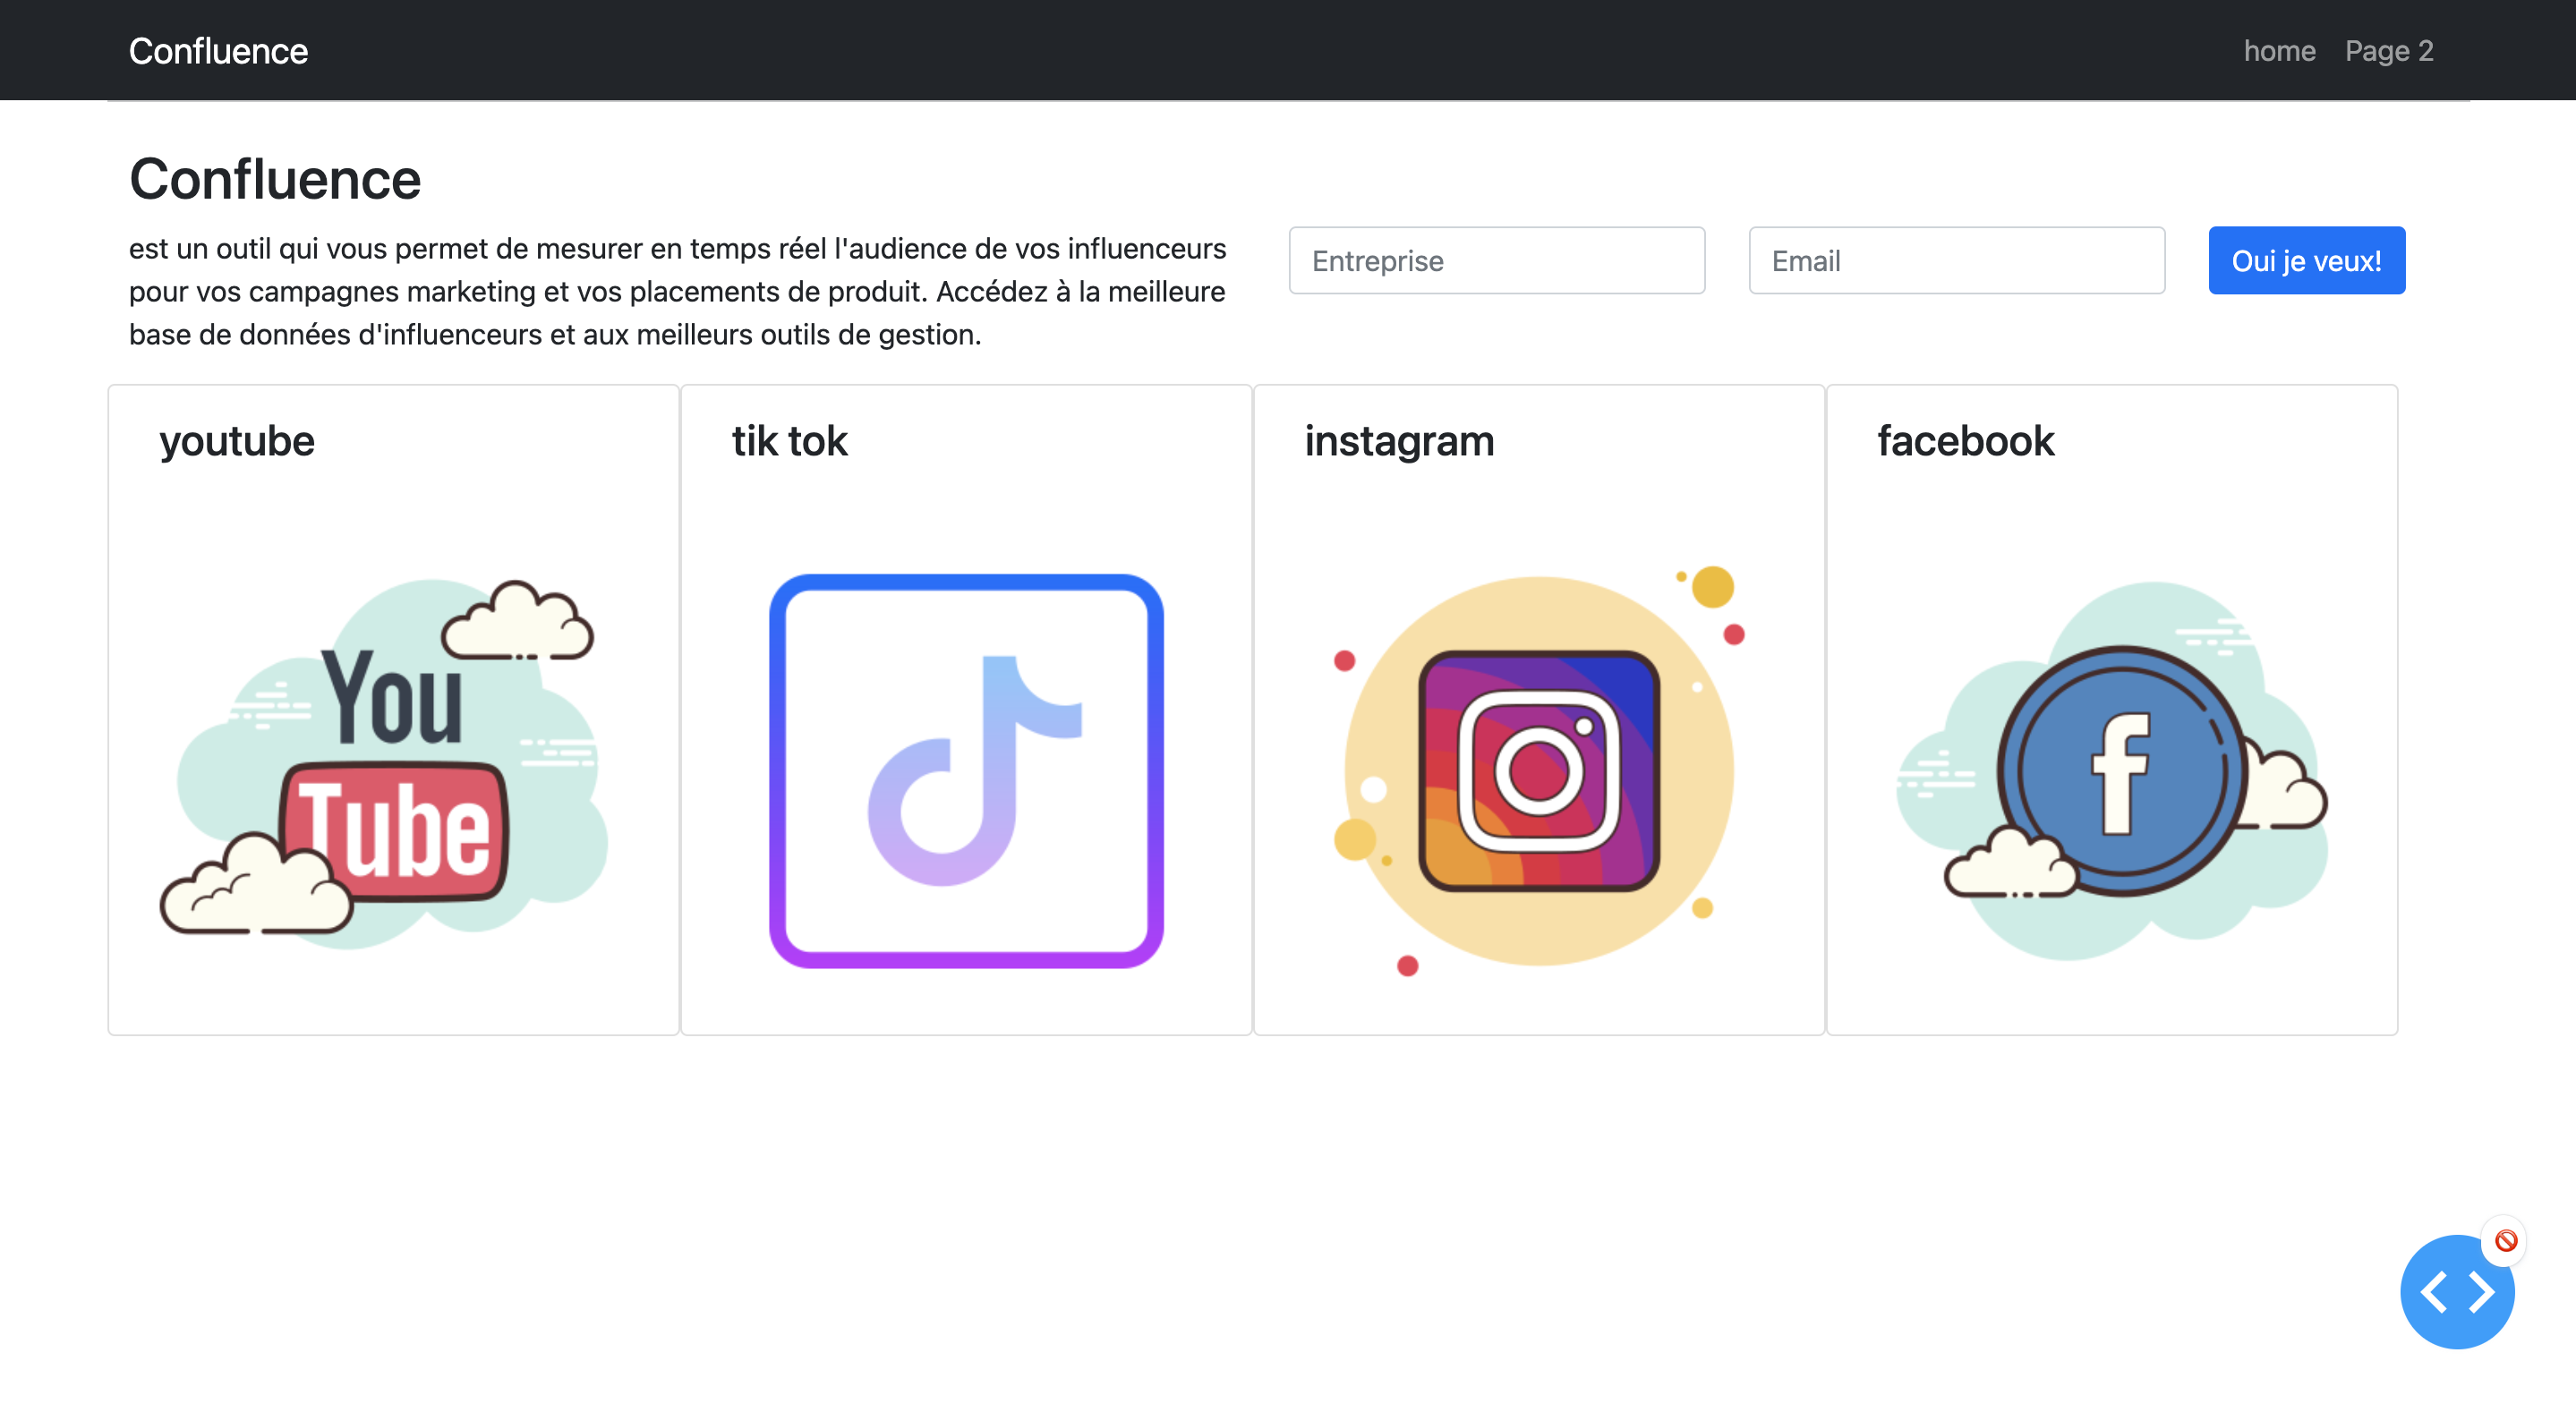 Confluence
home
Page 2
Confluence
est un outil qui vous permet de mesurer en temps réel l'audience de vos influenceurs
pour vos campagnes marketing et vos placements de produit. Accédez à la meilleure
base de données d'influenceurs et aux meilleurs outils de gestion.
Entreprise
Email
Oui je veux!
youtube
tik tok
instagram
facebook
You
Tube
f